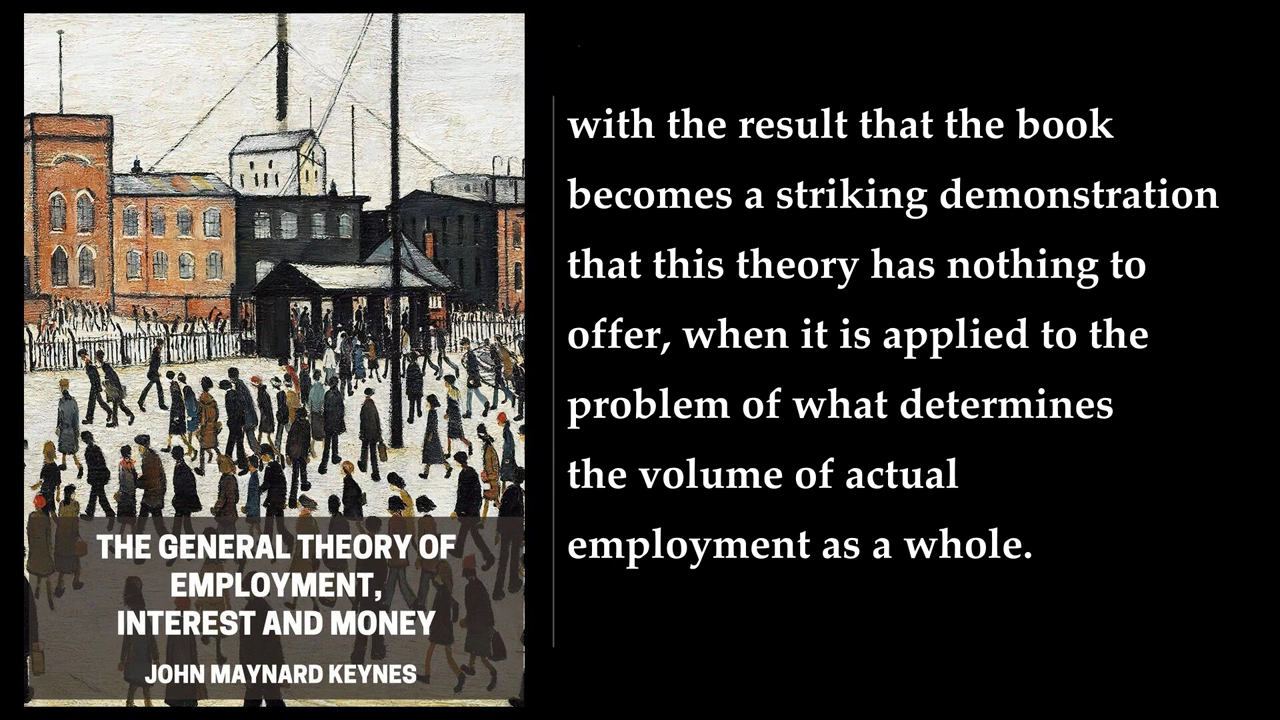 THE GENERAL THEORY OF
EMPLOYMENT,
INTEREST AND MONEY
JOHN MAYNARD KEYNES
with the result that the book
becomes a striking demonstration
that this theory has nothing to
offer, when it is applied to the
problem of what determines
the volume of actual
employment as a whole.